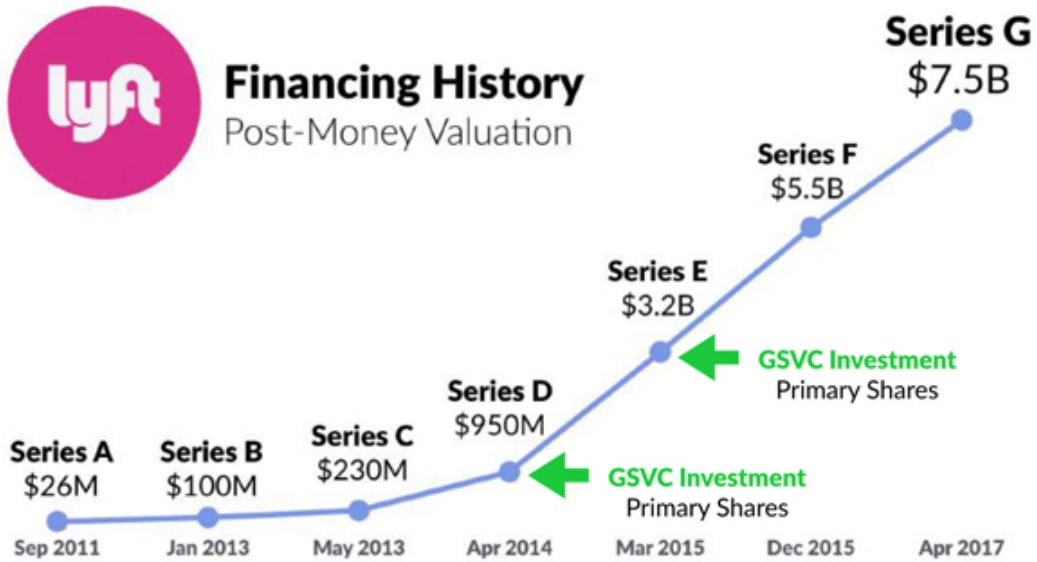 lyft
Financing History
Post-Money Valuation
Series G
$7.5B
Series F
$5.5B
Series E
$3.2B
GSVC Investment
Primary Shares
Series D
$950M
GSVC Investment
Primary Shares
Series C
$230M
Series B
$100M
Series A
$26M
Sep 2011 Jan 2013 May 2013 Apr 2014 Mar 2015 Dec 2015 Apr 2017